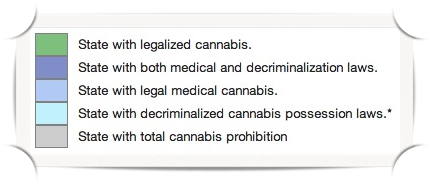 State with legalized cannabis.
State with both medical and decriminalization laws.
State with legal medical cannabis.
State with decriminalized cannabis possession laws.*
State with total cannabis prohibition